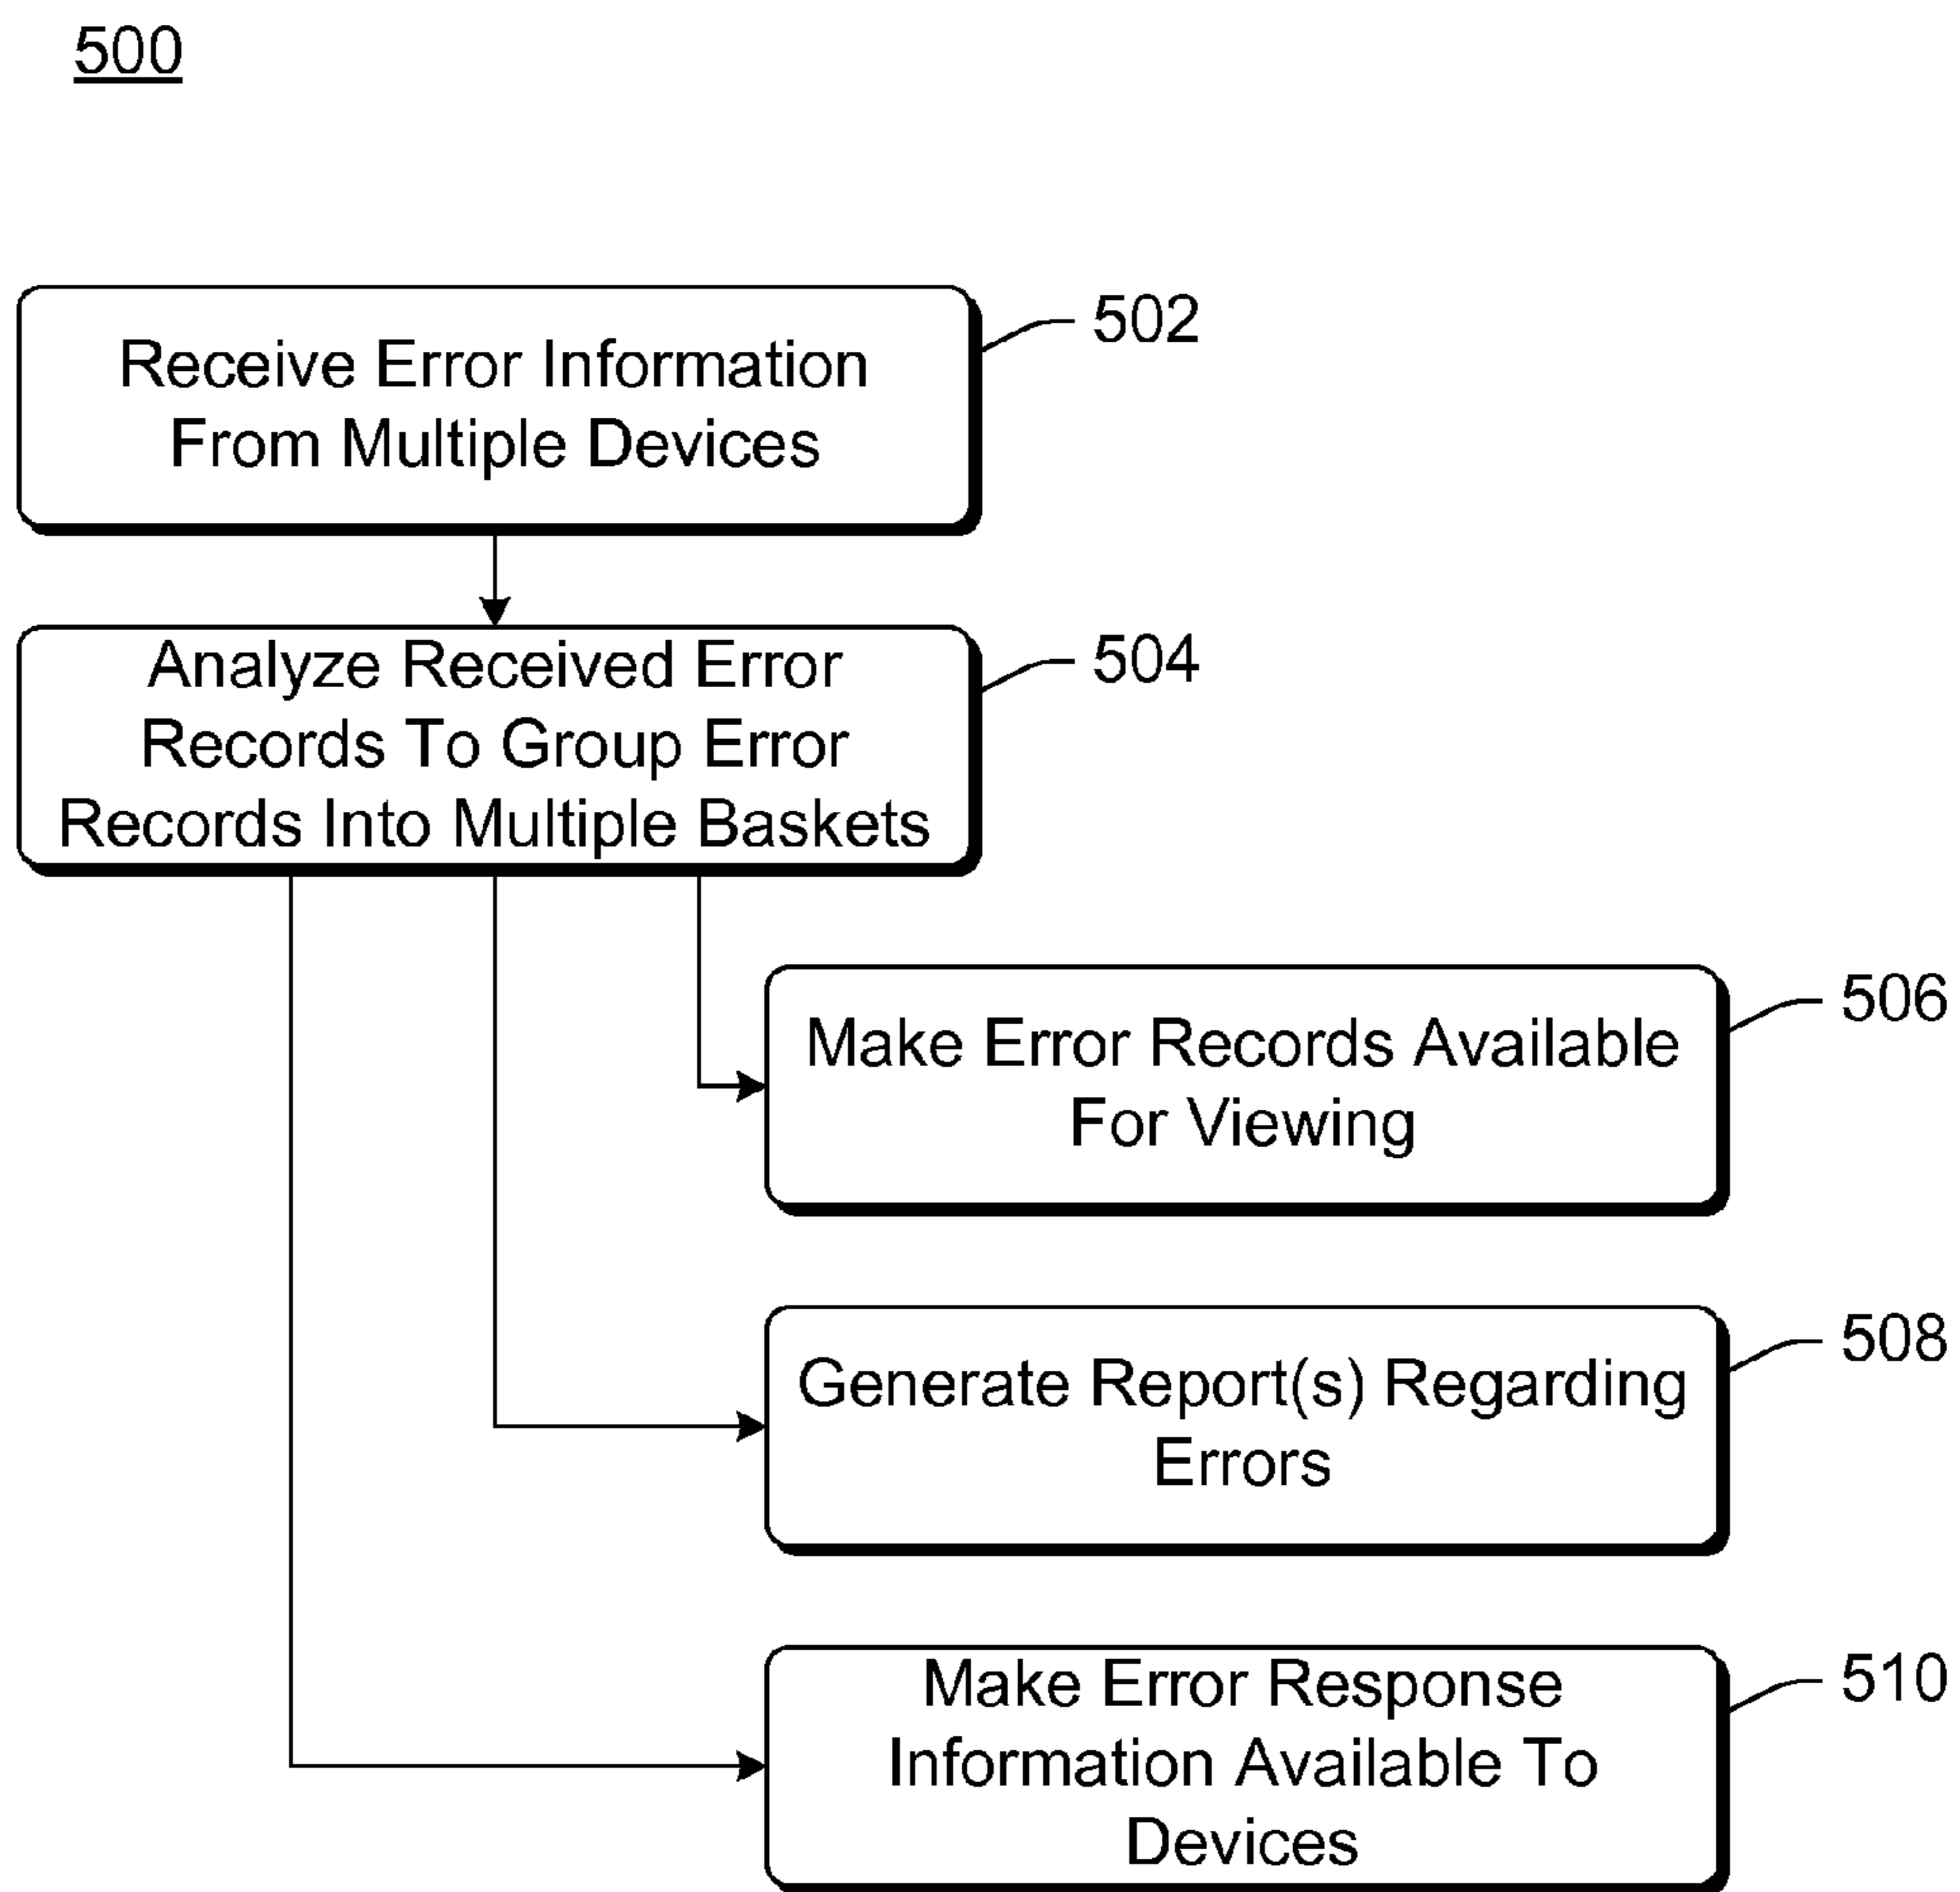 500
Receive Error Information
From Multiple Devices
502
Analyze Received Error
Records To Group Error
Records Into Multiple Baskets
504
Make Error Records Available
For Viewing
506
Generate Report(s) Regarding
Errors
508
Make Error Response
Information Available To
Devices
510